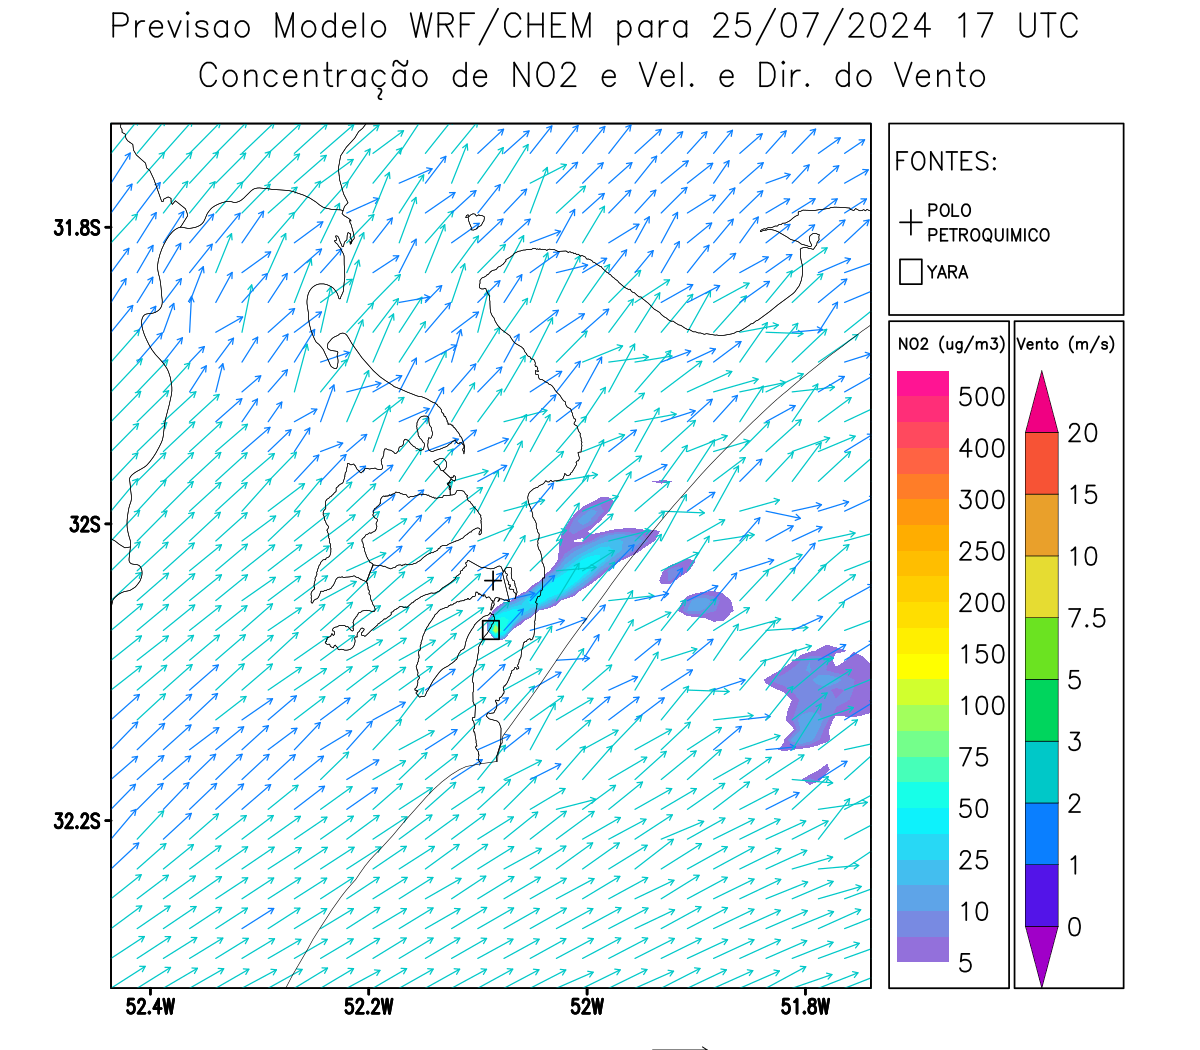 Previsao Modelo WRF/CHEM para 25/07/2024 17 UTC
Concentração de NO2 e Vel. e Dir. do Vento
FONTES:
POLO
PETROQUIMICO
YARA
NO2 (ug/m3)
500
400
300
250
200
150
100
75
50
25
10
5
Vento (m/s)
20
15
10
7.5
5
3
2
1
0
31.8S
32S
32.2S
52.4W
52.2W
52W
51.8W